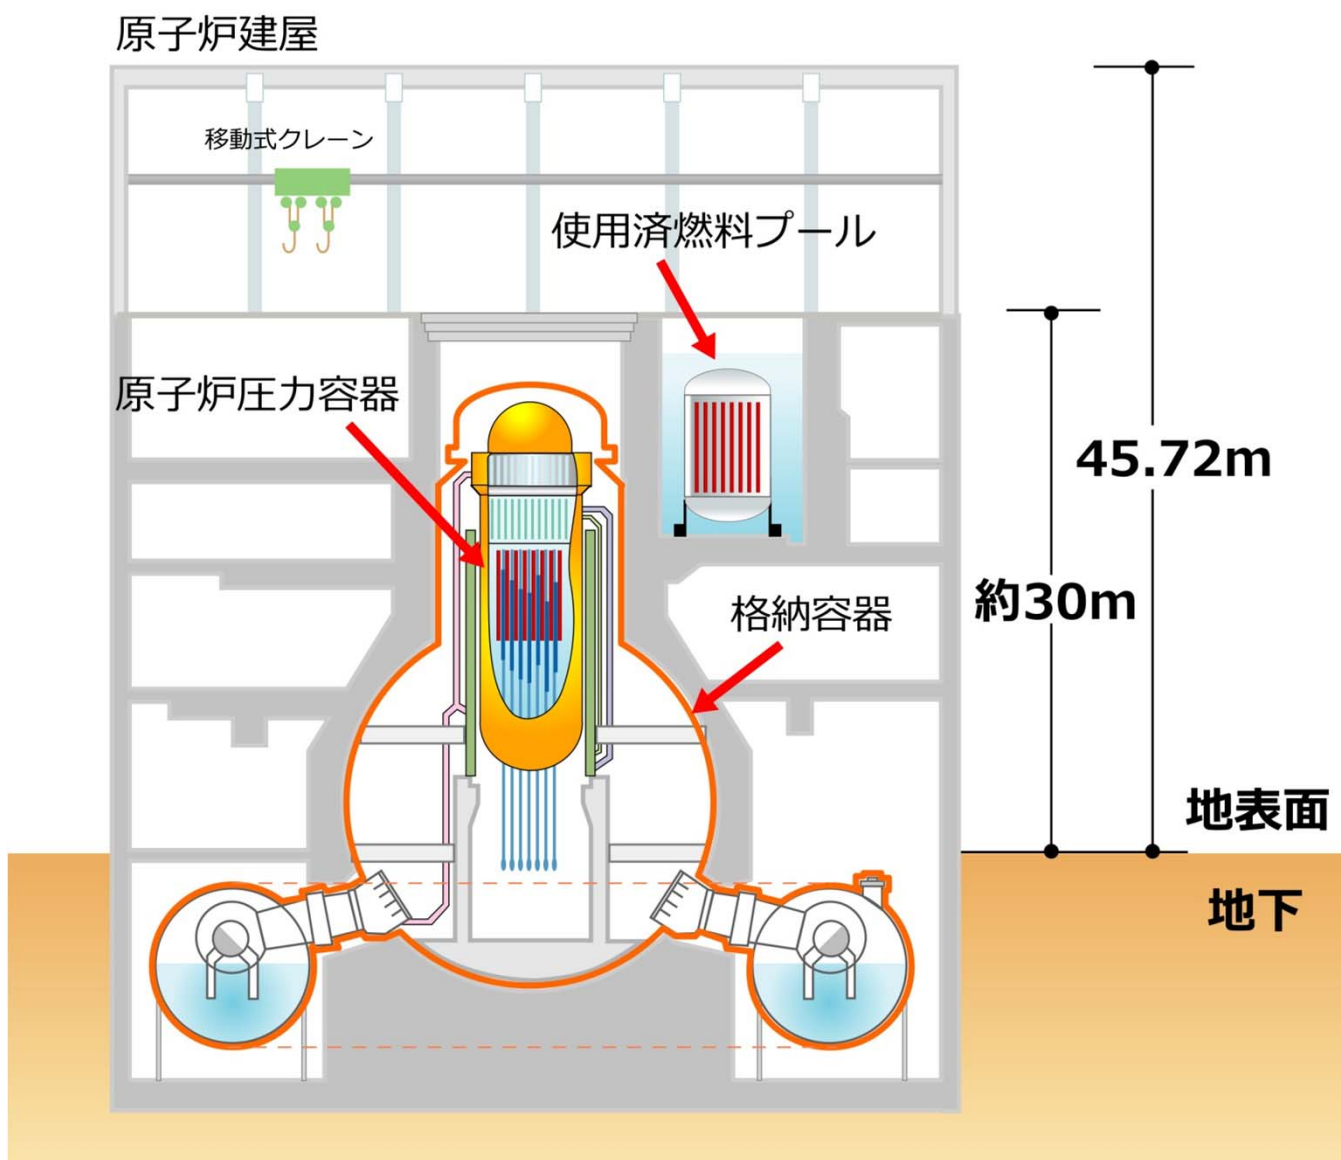 原子炉建屋
移動式クレーン
使用済燃料プール
原子炉圧力容器
45.72m
約30m
格納容器
地表面
地下